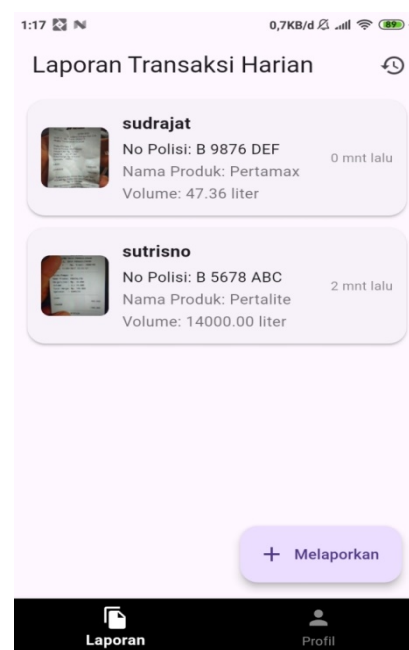 1:17
0,7KB/d
89
Laporan Transaksi Harian
sudrajat
No Polisi: B 9876 DEF
Nama Produk: Pertamax
Volume: 47.36 liter
0 mnt lalu
sutrisno
No Polisi: B 5678 ABC
Nama Produk: Pertalite
Volume: 14000.00 liter
2 mnt lalu
+ Melaporkan
Laporan
Profil